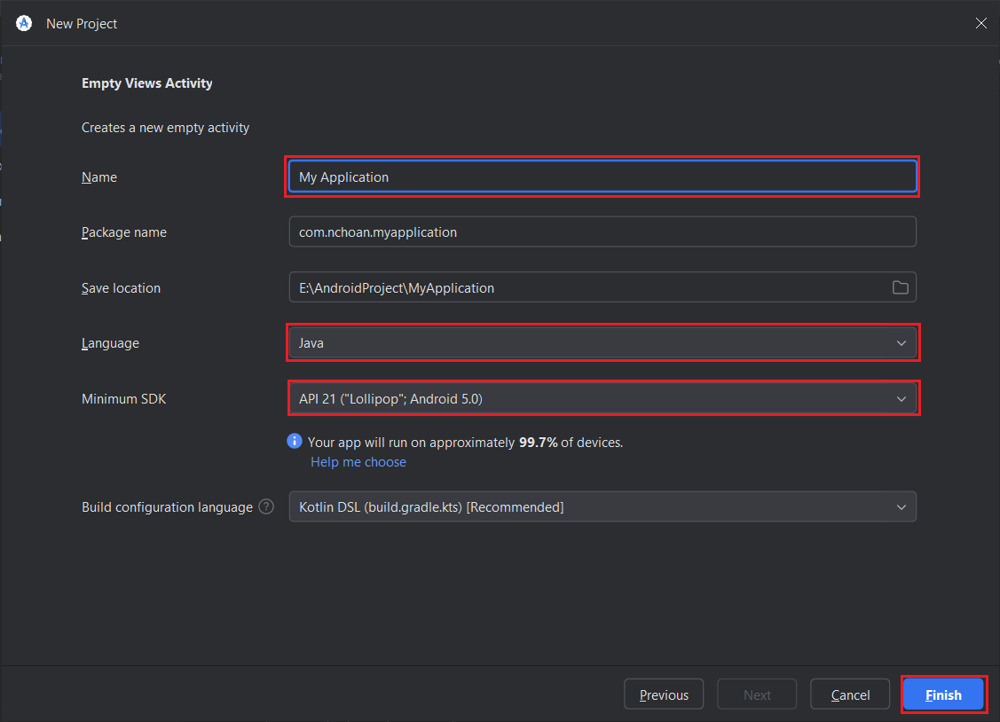 New Project
Empty Views Activity
Creates a new empty activity
Name
My Application
Package name
com.nchoan.myapplication
Save location
E:\AndroidProject\MyApplication
Language
Java
Minimum SDK
API 21 ("Lollipop"; Android 5.0)
Your app will run on approximately 99.7% of devices.
Help me choose
Build configuration language ?
Kotlin DSL (build.gradle.kts) [Recommended]
Previous
Next
Cancel
Finish